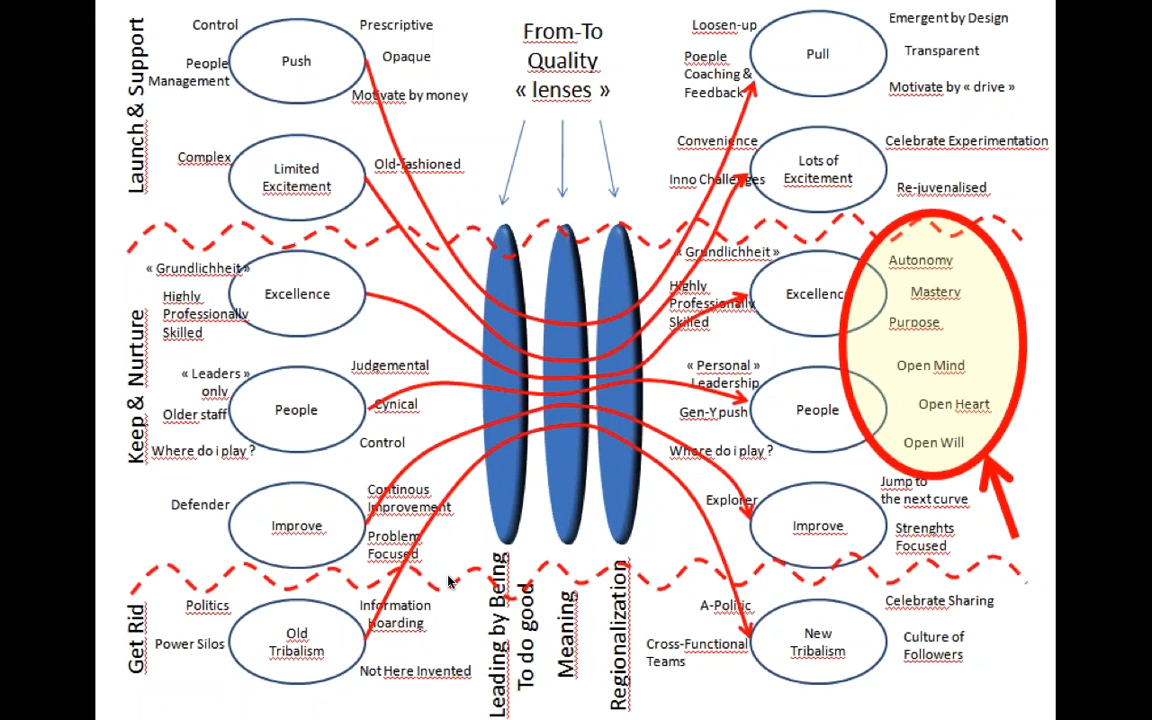 From-To
Quality
« lenses »
Launch & Support
Control
People
Management
Push
Prescriptive
Opaque
Motivate by money
Complex
Limited
Excitement
Old-fashioned
Keep & Nurture
« Grundlichheit »
Highly
Professionally
Skilled
Excellence
« Leaders »
only
Older staff
Where do i play ?
People
Judgemental
Cynical
Control
Defender
Improve
Continous
Improvement
Problem
Focused
Get Rid
Politics
Power Silos
Old
Tribalism
Information
Hoarding
Not Here Invented
Leading by Being
To do good
Meaning
Regionalization
Loosen-up
Poeple
Coaching &
Feedback
Pull
Emergent by Design
Transparent
Motivate by « drive »
Convenience
Inno Challenges
Lots of
Excitement
Celebrate Experimentation
Re-juvenalised
« Grundlichheit »
Highly
Professionally
Skilled
Excellence
Autonomy
Mastery
Purpose
« Personal »
Leadership
Gen-Y push
Where do i play ?
People
Open Mind
Open Heart
Open Will
Explorer
Improve
Jump to
the next curve
Strenghts
Focused
A-Politic
Cross-Functional
Teams
New
Tribalism
Celebrate Sharing
Culture of
Followers